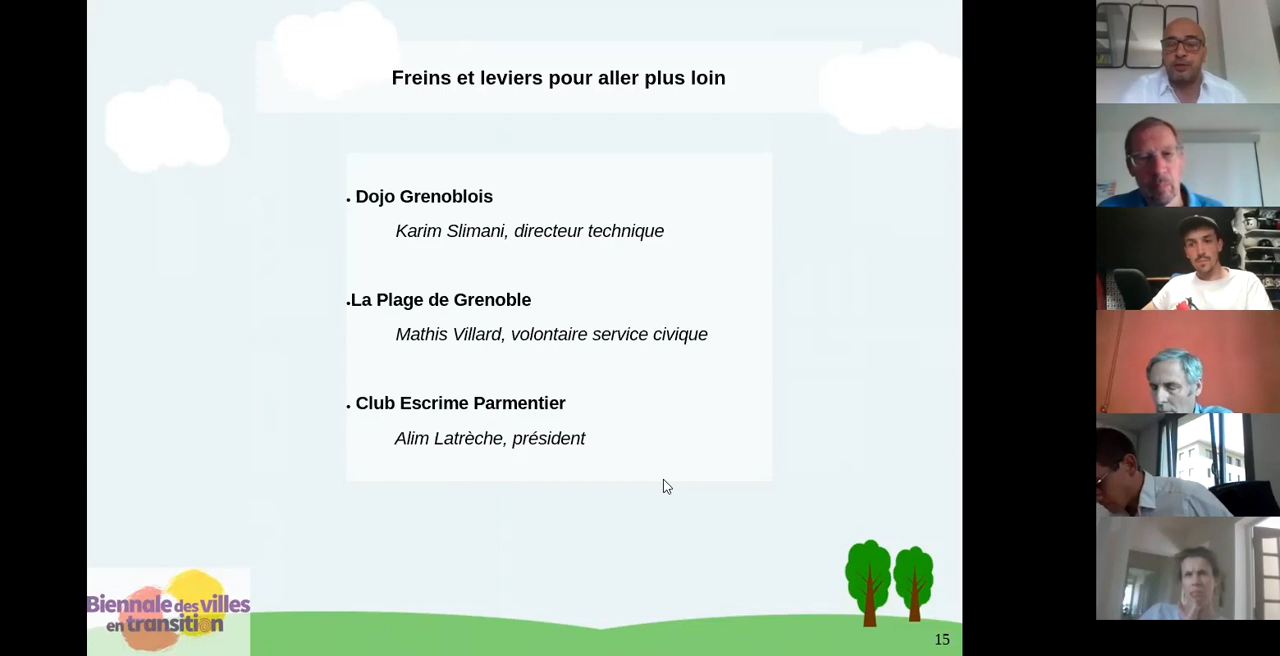 Freins et leviers pour aller plus loin
. Dojo Grenoblois
Karim Slimani, directeur technique
.La Plage de Grenoble
Mathis Villard, volontaire service civique
. Club Escrime Parmentier
Alim Latrèche, président
Biennale des villes
en transition
15